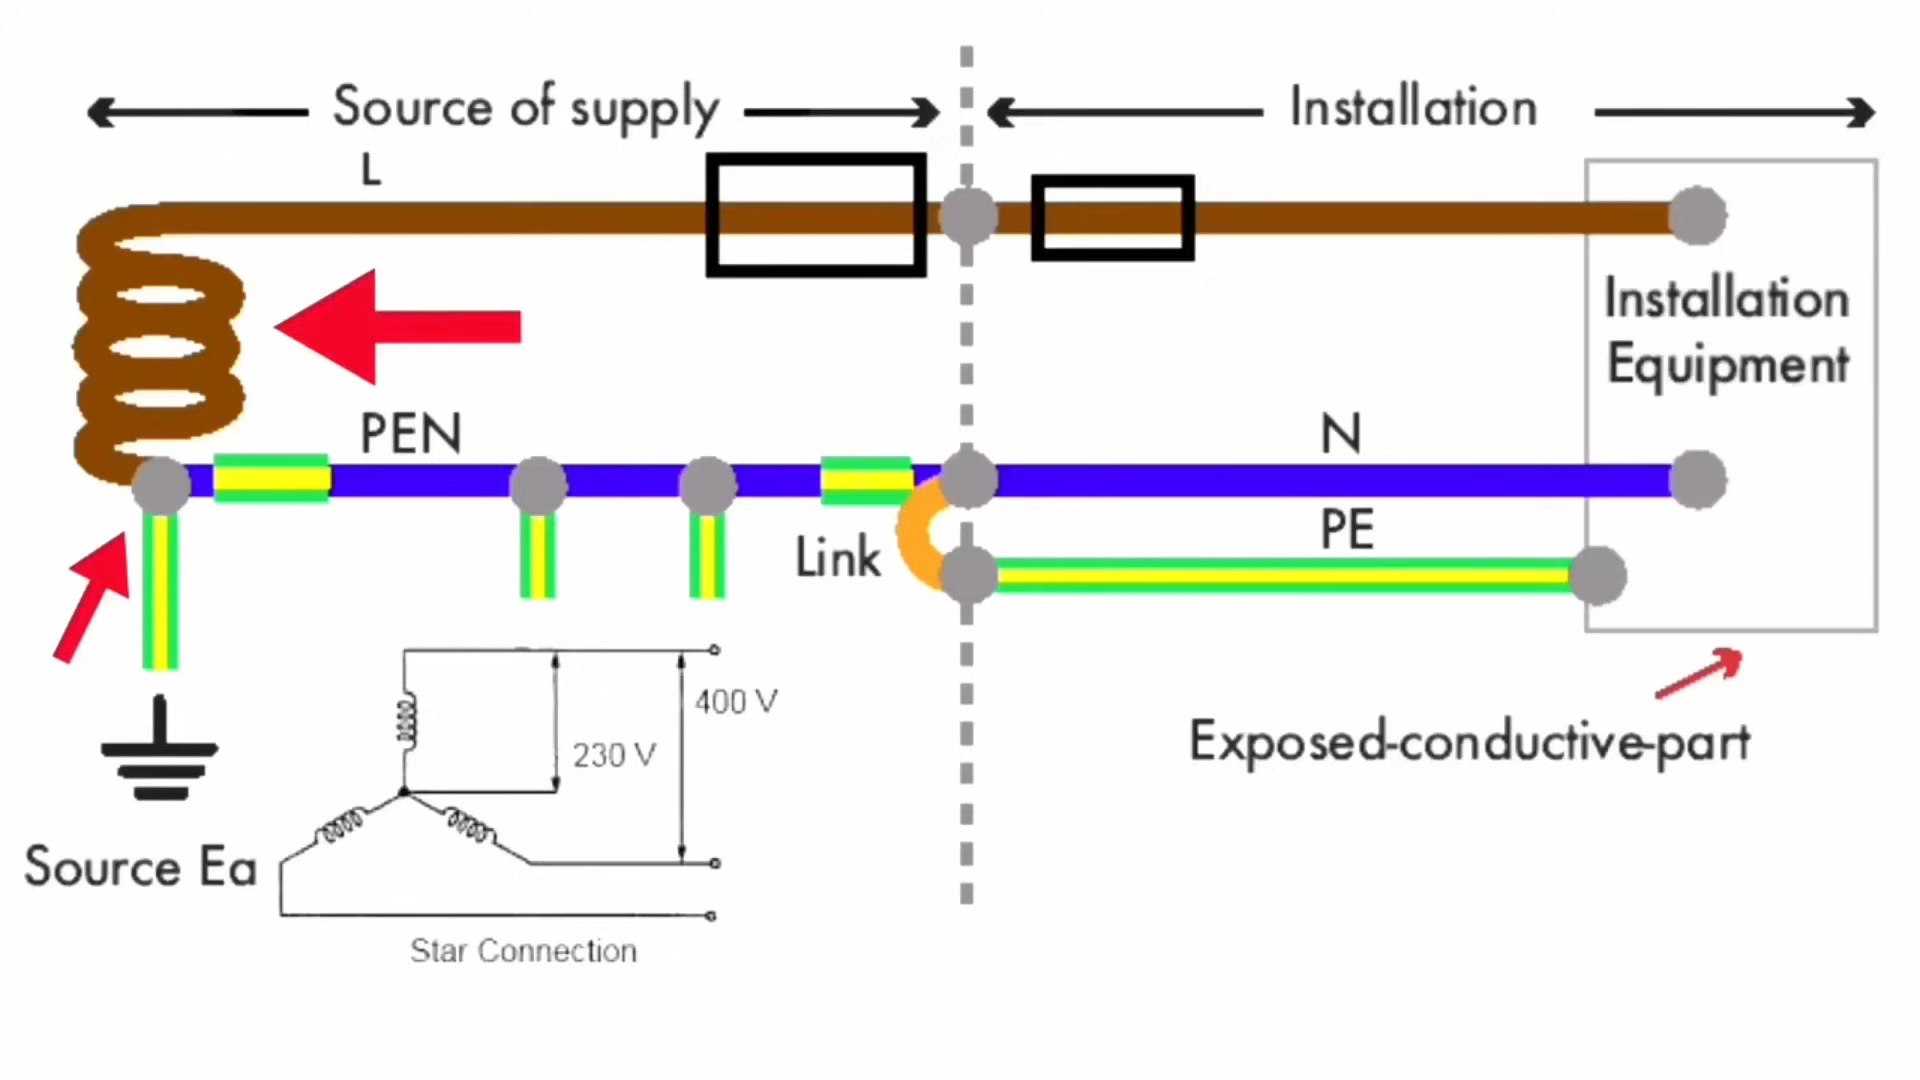 Source of supply
Installation
L
Installation
Equipment
PEN
N
PE
Link
400 V
230 V
Exposed-conductive-part
Source Ea
Star Connection